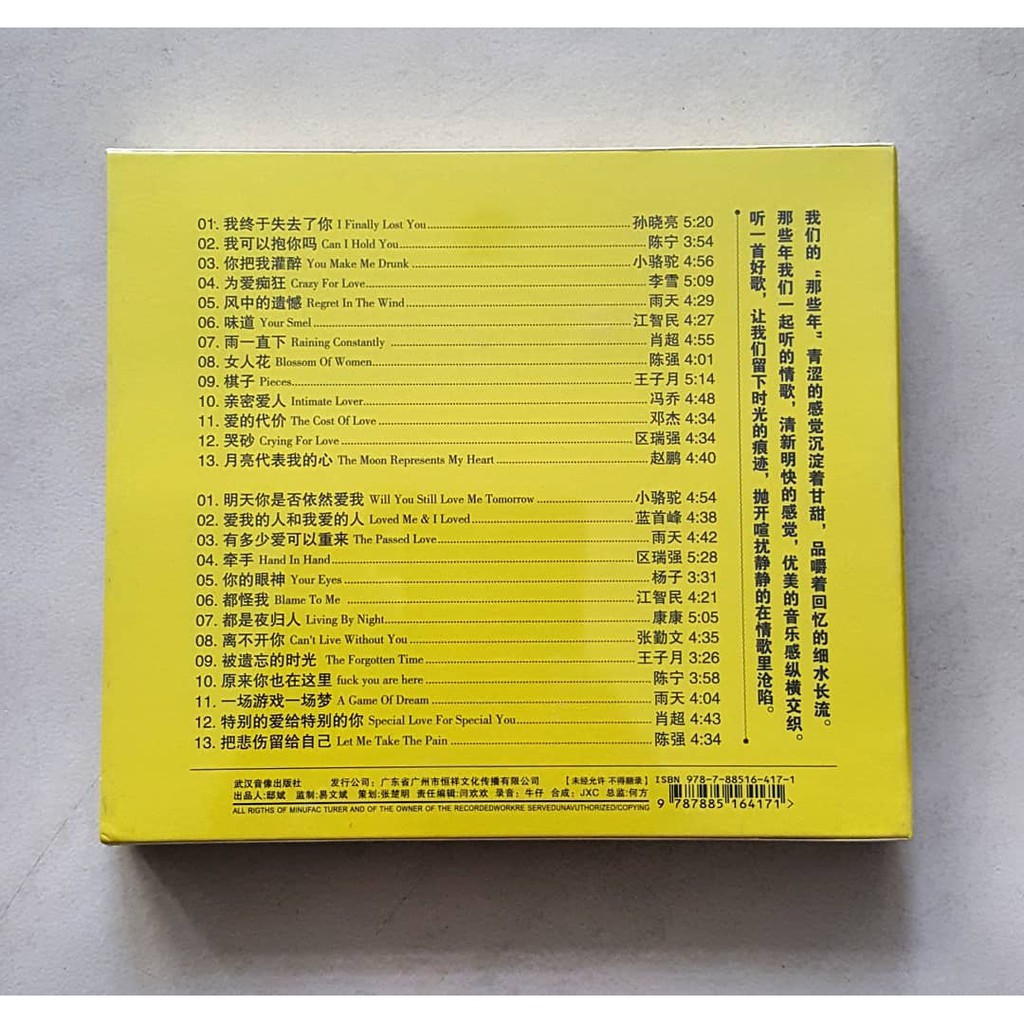 01. 我终于失去了你 I Finally Lost You 孙晓亮 5:20
02. 我可以抱你吗 Can I Hold You 陈宁 3:54
03. 你把我灌醉 You Make Me Drunk 小骆驼 4:56
04. 为爱痴狂 Crazy For Love 李雪 5:09
05. 风中的遗憾 Regret In The Wind 雨天 4:29
06. 味道 Your Smel 江智民 4:27
07. 雨一直下 Raining Constantly 肖超 4:55
08. 女人花 Blossom Of Women 陈强 4:01
09. 棋子 Pieces 王子月 5:14
10. 亲密爱人 Intimate Lover 冯乔 4:48
11. 爱的代价 The Cost Of Love 邓杰 4:34
12. 哭砂 Crying For Love 区瑞强 4:34
13. 月亮代表我的心 The Moon Represents My Heart 赵鹏 4:40
01. 明天你是否依然爱我 Will You Still Love Me Tomorrow 小骆驼 4:54
02. 爱我的人和我爱的人 Loved Me & I Loved 蓝首峰 4:38
03. 有多少爱可以重来 The Passed Love 雨天 4:42
04. 牵手 Hand In Hand 区瑞强 5:28
05. 你的眼神 Your Eyes 杨子 3:31
06. 都怪我 Blame To Me 江智民 4:21
07. 都是夜归人 Living By Night 康康 5:05
08. 离不开你 Can't Live Without You 张勤文 4:35
09. 被遗忘的时光 The Forgotten Time 王子月 3:26
10. 原来你也在这里 fuck you are here 陈宁 3:58
11. 一场游戏一场梦 A Game Of Dream 雨天 4:04
12. 特别的爱给特别的你 Special Love For Special You 肖超 4:43
13. 把悲伤留给自己 Let Me Take The Pain 陈强 4:34
我们的“那些年”青涩的感觉沉淀着甘甜，品嚼着回忆的细水长流。
那些年我们一起听的情歌，清新明快的感觉，优美的音乐感纵横交织。
听一首好歌，让我们留下时光的痕迹，抛开喧扰静静的在情歌里沧陷。
武汉音像出版社 发行公司：广东省广州市恒祥文化传播有限公司 【未经允许 不得翻录】 ISBN 978-7-88516-417-1
出品人：郄斌 监制：易文斌 策划：张楚明 责任编辑：闫欢欢 录音：牛仔 合成：JXC 总监：何方
ALL RIGTHS OF MINUFAC TURER AND OF THE OWNER OF THE RECORDEDWORKRE SERVEDUNAUTHORIZED/COPYING
9 787885 164171 >